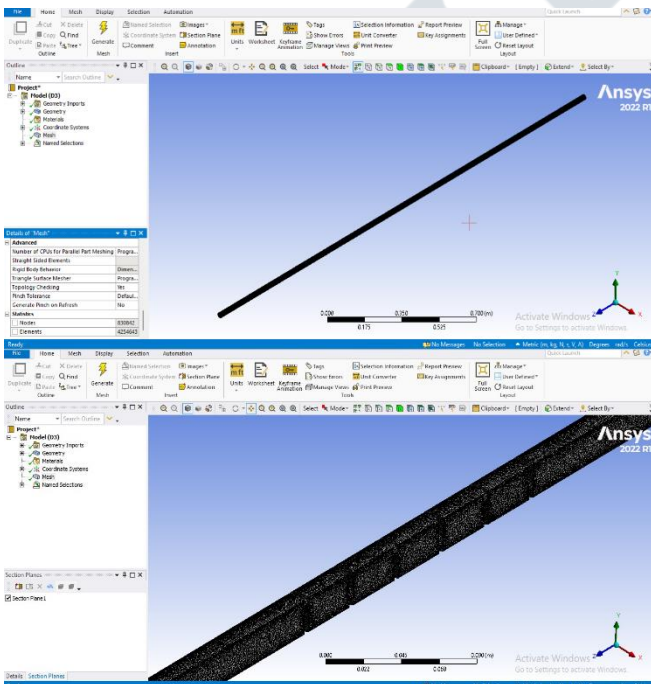 File Home Mesh Display Selection Automation Quick Launch
Duplicate Cut Delete Copy Find Paste Tree Outline
Generate Mesh
Named Selection Coordinate System Comment Images Section Plane Annotation Insert
Units Worksheet Keyframe Animation Tags Show Errors Manage Views Selection Information Unit Converter Print Preview Report Preview Key Assignments Tools
Full Screen Manage User Defined Reset Layout Layout
Outline
Name Search Outline
Select Mode Clipboard [Empty] Extend Select By
Project*
Model (D3)
Geometry Imports
Geometry
Materials
Coordinate Systems
Mesh
Named Selections
Ansys
2022 R1
Details of "Mesh"
Advanced
Number of CPUs for Parallel Part Meshing Progra...
Straight Sided Elements
Rigid Body Behavior Dimen...
Triangle Surface Mesher Progra...
Topology Checking Yes
Pinch Tolerance Defaul...
Generate Pinch on Refresh No
Statistics
Nodes
Elements
0.000 0.350 0.700 (m)
0.175 0.525
Y
Z X
Activate Windows
Go to Settings to activate Windows.
Ready No Messages No Selection Metric (m, kg, N, s, V, A) Degrees rad/s Celsius
File Home Mesh Display Selection Automation Quick Launch
Duplicate Cut Delete Copy Find Paste Tree Outline
Generate Mesh
Named Selection Coordinate System Comment Images Section Plane Annotation Insert
Units Worksheet Keyframe Animation Tags Show Errors Manage Views Selection Information Unit Converter Print Preview Report Preview Key Assignments Tools
Full Screen Manage User Defined Reset Layout Layout
Outline
Name Search Outline
Select Mode Clipboard [Empty] Extend Select By
Project*
Model (D3)
Geometry Imports
Geometry
Materials
Coordinate Systems
Mesh
Named Selections
Ansys
2022 R1
Section Planes
Section Plane 1
0.000 0.045 0.090 (m)
0.022 0.068
Y
Z X
Activate Windows
Go to Settings to activate Windows.
Details Section Planes